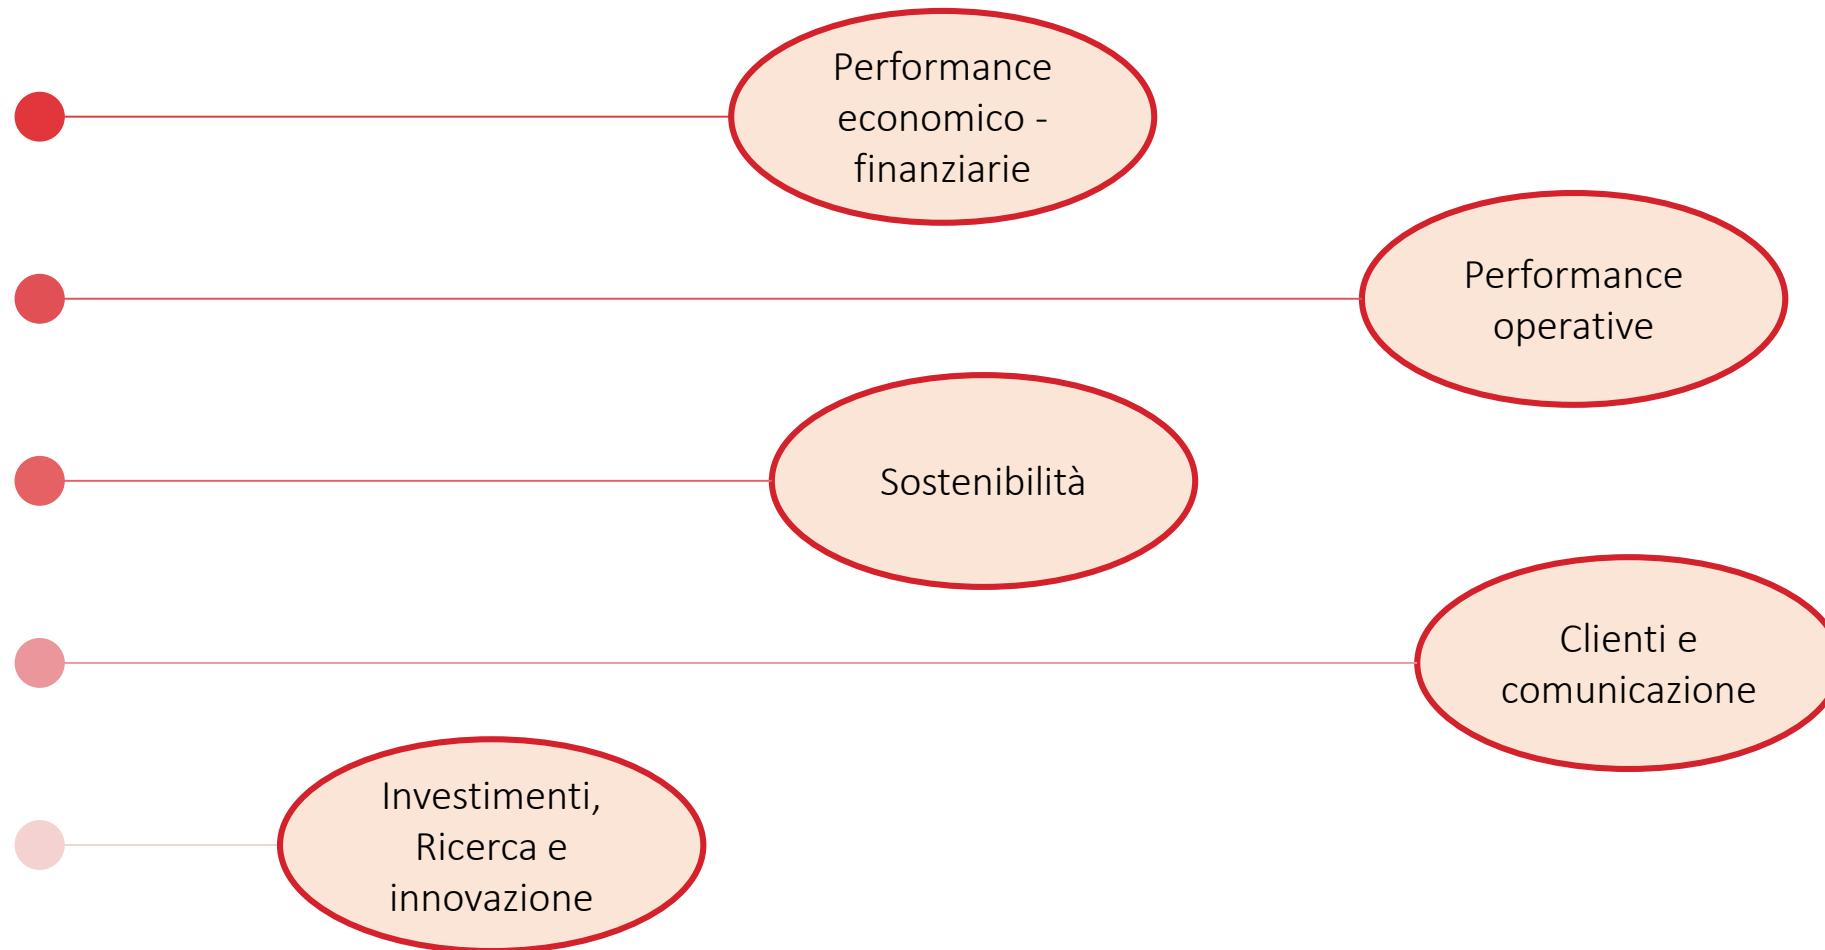 Performance
economico -
finanziarie
Performance
operative
Sostenibilità
Clienti e
comunicazione
Investimenti,
Ricerca e
innovazione